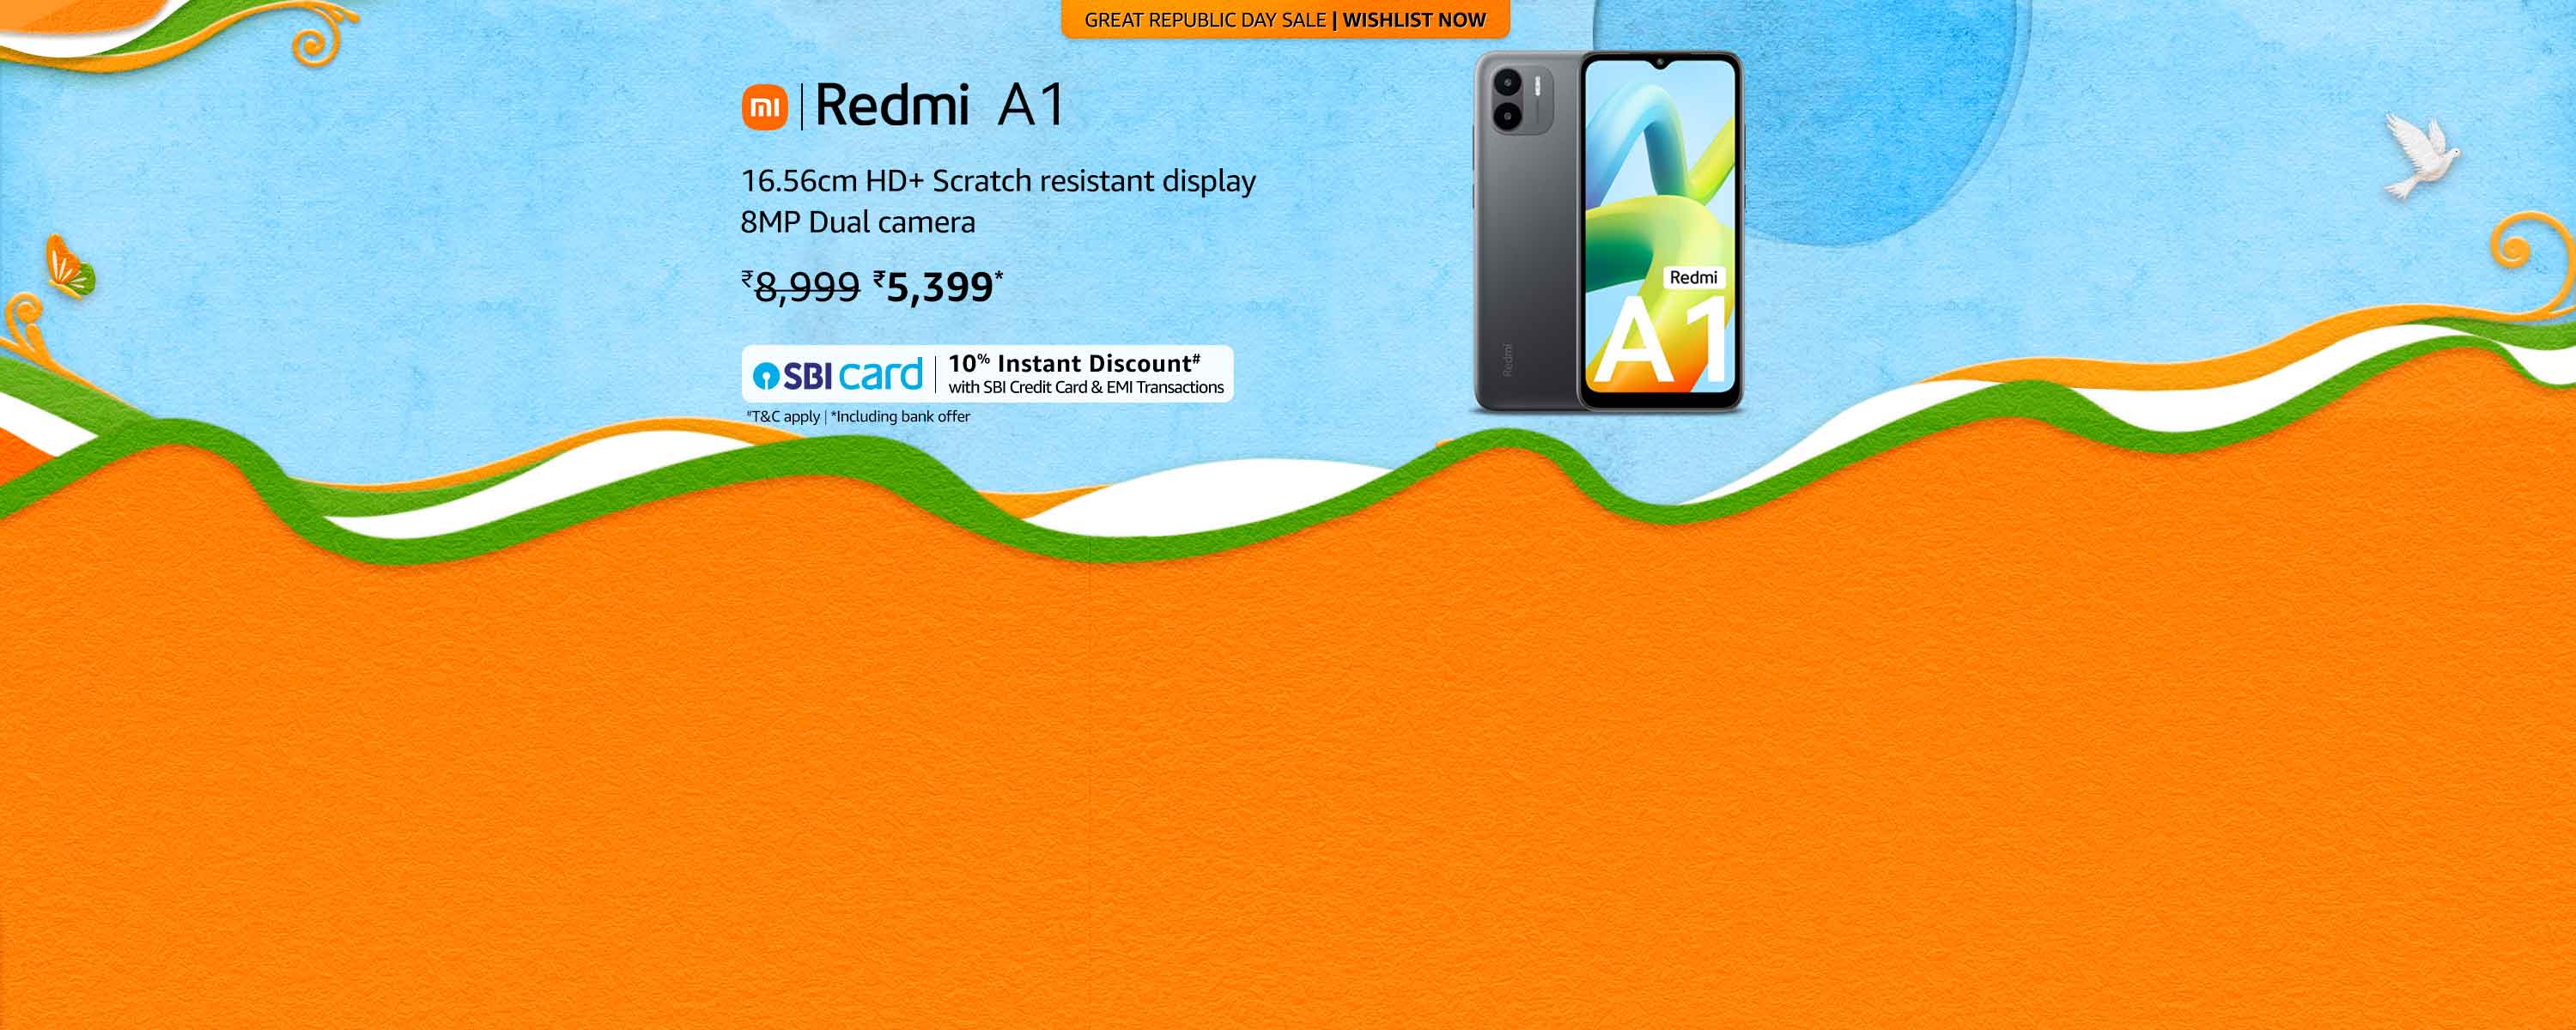 GREAT REPUBLIC DAY SALE | WISHLIST NOW
mi | Redmi A1
16.56cm HD+ Scratch resistant display
8MP Dual camera
₹8,999 ₹5,399*
SBI card | 10% Instant Discount#
with SBI Credit Card & EMI Transactions
#T&C apply | *Including bank offer
Redmi
Redmi
A1